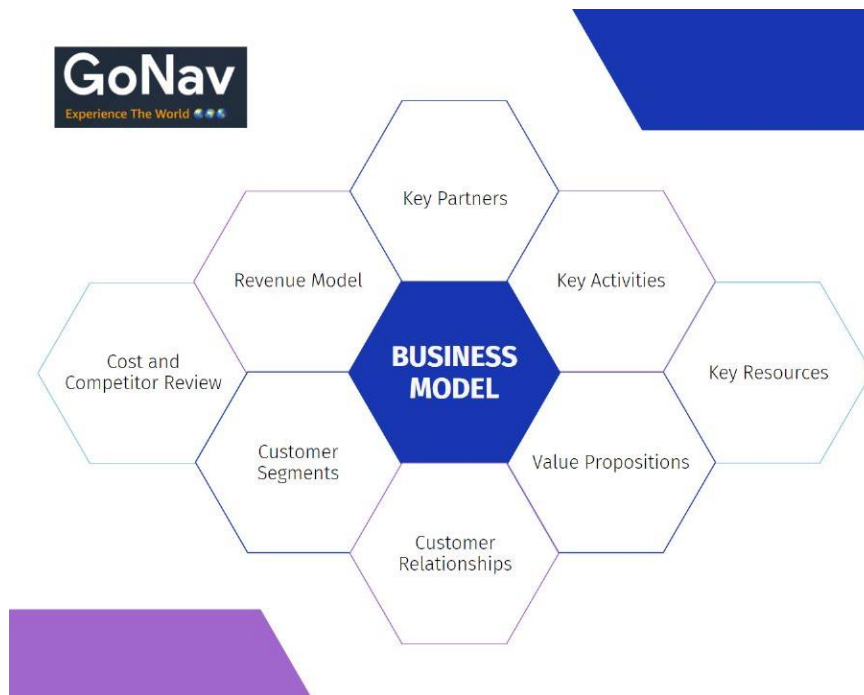 GoNav
Experience The World 🌎🌍🌏
Key Partners
Revenue Model
Key Activities
Cost and
Competitor Review
BUSINESS
MODEL
Key Resources
Customer
Segments
Value Propositions
Customer
Relationships